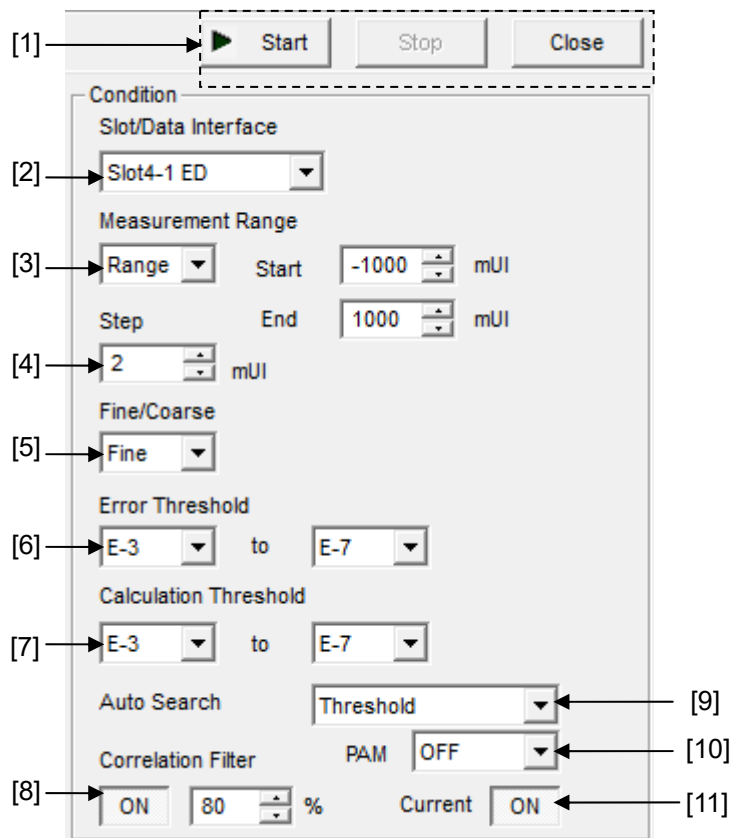 [1] Start Stop Close
Condition
Slot/Data Interface
[2] Slot4-1 ED
Measurement Range
[3] Range Start -1000 mUI
Step End 1000 mUI
[4] 2 mUI
Fine/Coarse
[5] Fine
Error Threshold
[6] E-3 to E-7
Calculation Threshold
[7] E-3 to E-7
Auto Search Threshold [9]
Correlation Filter PAM OFF [10]
[8] ON 80 % Current ON [11]